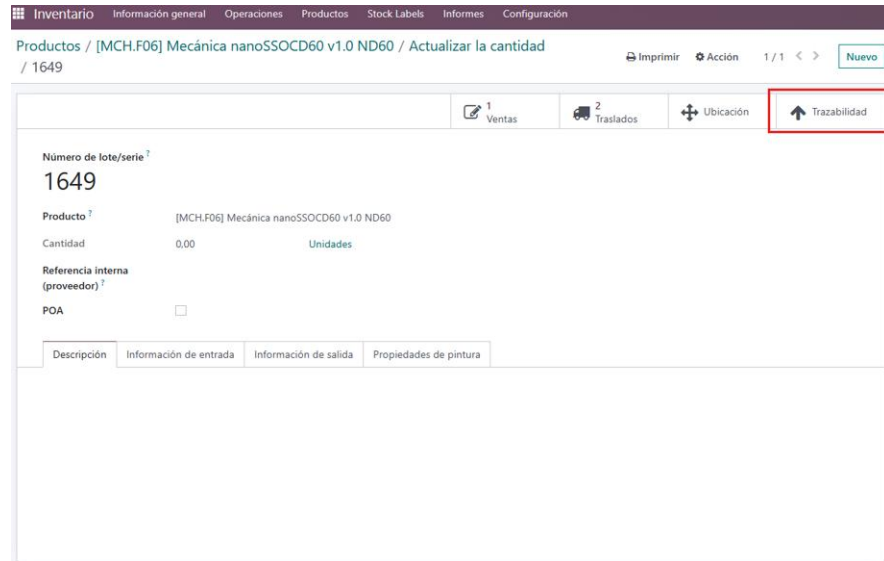 Inventario Información general Operaciones Productos Stock Labels Informes Configuración
Productos / [MCH.F06] Mecánica nanoSSOCD60 v1.0 ND60 / Actualizar la cantidad
/ 1649
Imprimir Acción 1 / 1 < > Nuevo
1
Ventas
2
Traslados
Ubicación
Trazabilidad
Número de lote/serie ?
1649
Producto ? [MCH.F06] Mecánica nanoSSOCD60 v1.0 ND60
Cantidad 0,00 Unidades
Referencia interna
(proveedor) ?
POA
Descripción Información de entrada Información de salida Propiedades de pintura